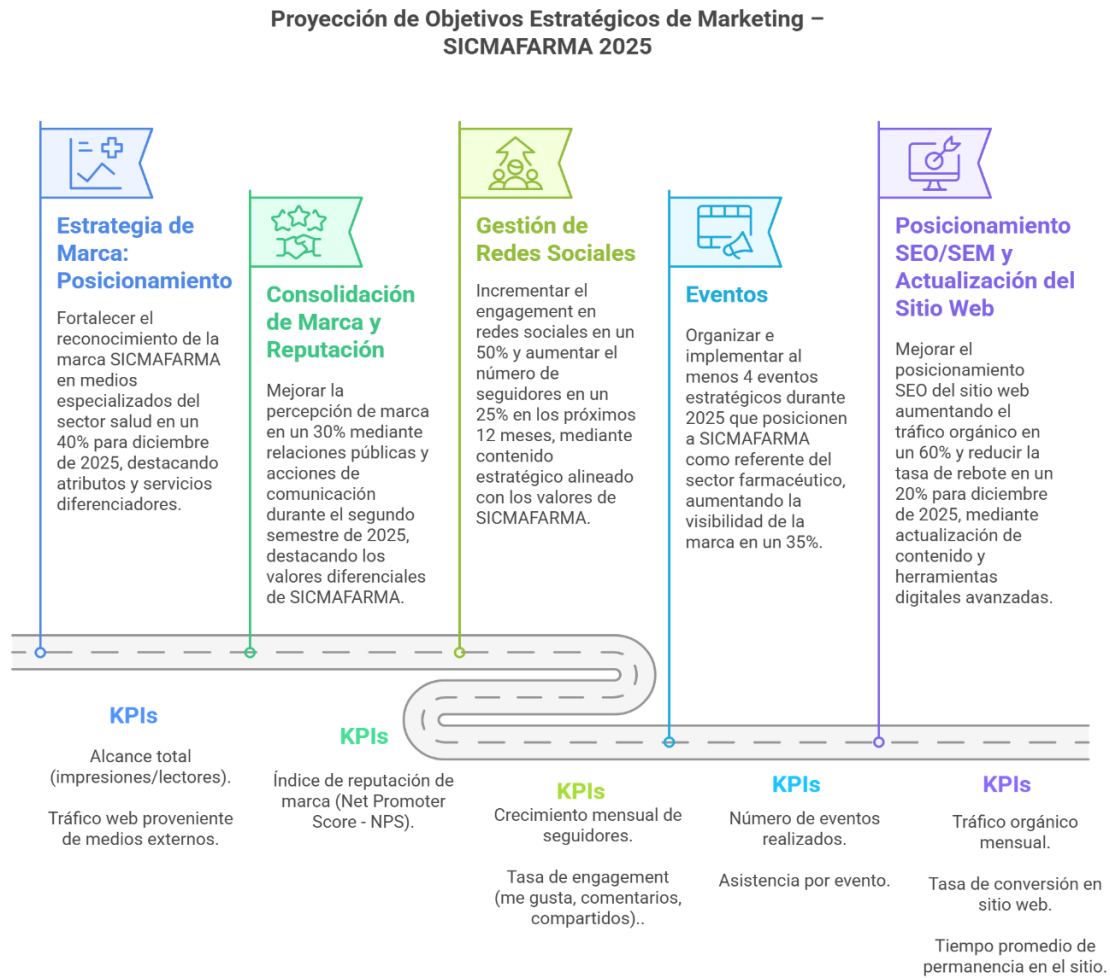 Proyección de Objetivos Estratégicos de Marketing –
SICMAFARMA 2025
Estrategia de
Marca:
Posicionamiento
Fortalecer el
reconocimiento de la
marca SICMAFARMA
en medios
especializados del
sector salud en un
40% para diciembre
de 2025, destacando
atributos y servicios
diferenciadores.
Consolidación
de Marca y
Reputación
Mejorar la
percepción de marca
en un 30% mediante
relaciones públicas y
acciones de
comunicación
durante el segundo
semestre de 2025,
destacando los
valores diferenciales
de SICMAFARMA.
Gestión de
Redes Sociales
Incrementar el
engagement en
redes sociales en un
50% y aumentar el
número de
seguidores en un
25% en los próximos
12 meses, mediante
contenido
estratégico alineado
con los valores de
SICMAFARMA.
Eventos
Organizar e
implementar al
menos 4 eventos
estratégicos durante
2025 que posicionen
a SICMAFARMA
como referente del
sector farmacéutico,
aumentando la
visibilidad de la
marca en un 35%.
Posicionamiento
SEO/SEM y
Actualización del
Sitio Web
Mejorar el
posicionamiento
SEO del sitio web
aumentando el
tráfico orgánico en
un 60% y reducir la
tasa de rebote en un
20% para diciembre
de 2025, mediante
actualización de
contenido y
herramientas
digitales avanzadas.
KPIs
Alcance total
(impresiones/lectores).
Tráfico web proveniente
de medios externos.
KPIs
Índice de reputación de
marca (Net Promoter
Score - NPS).
KPIs
Crecimiento mensual de
seguidores.
Tasa de engagement
(me gusta, comentarios,
compartidos)..
KPIs
Número de eventos
realizados.
Asistencia por evento.
KPIs
Tráfico orgánico
mensual.
Tasa de conversión en
sitio web.
Tiempo promedio de
permanencia en el sitio.